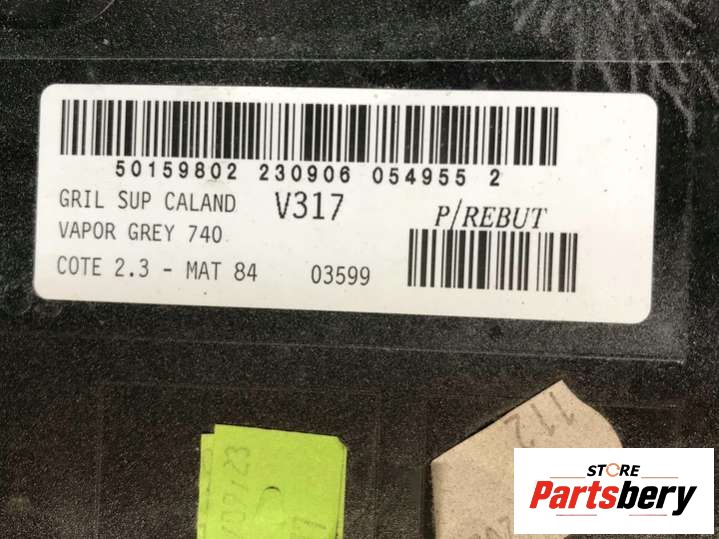 50159802 230906 054955 2
GRIL SUP CALAND V317 P/REBUT
VAPOR GREY 740
COTE 2.3 - MAT 84 03599
112
STORE
Partsbery